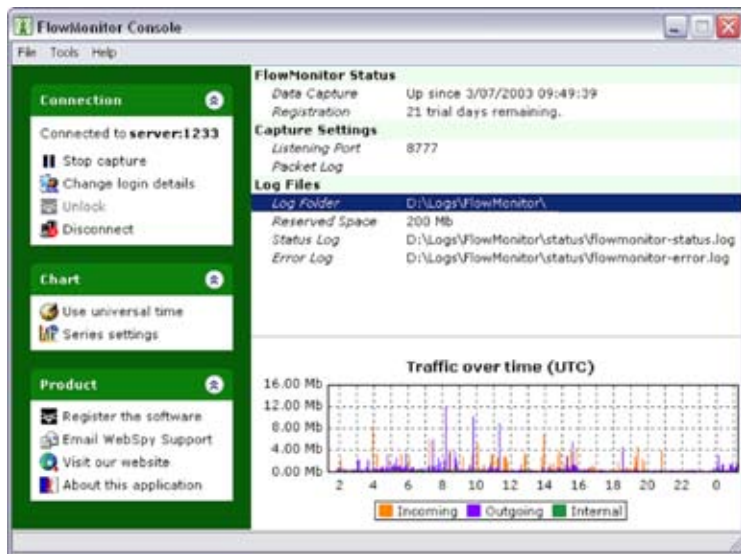 FlowMonitor Console
File Tools Help
Connection
Connected to server:1233
Stop capture
Change login details
Unlock
Disconnect
Chart
Use universal time
Series settings
Product
Register the software
Email WebSpy Support
Visit our website
About this application
FlowMonitor Status
Data Capture Up since 3/07/2003 09:49:39
Registration 21 trial days remaining.
Capture Settings
Listening Port 8777
Packet Log
Log Files
Log Folder D:\Logs\FlowMonitor\
Reserved Space 200 Mb
Status Log D:\Logs\FlowMonitor\status\flowmonitor-status.log
Error Log D:\Logs\FlowMonitor\status\flowmonitor-error.log
Traffic over time (UTC)
16.00 Mb
12.00 Mb
8.00 Mb
4.00 Mb
0.00 Mb
2 4 6 8 10 12 14 16 18 20 22 0
Incoming Outgoing Internal